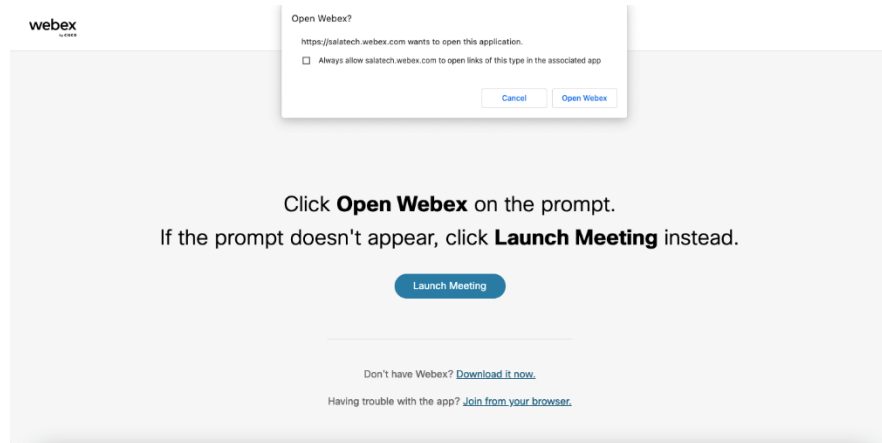 webex
by CISCO
Open Webex?
https://salatech.webex.com wants to open this application.
Always allow salatech.webex.com to open links of this type in the associated app
Cancel
Open Webex
Click Open Webex on the prompt.
If the prompt doesn't appear, click Launch Meeting instead.
Launch Meeting
Don't have Webex? Download it now.
Having trouble with the app? Join from your browser.